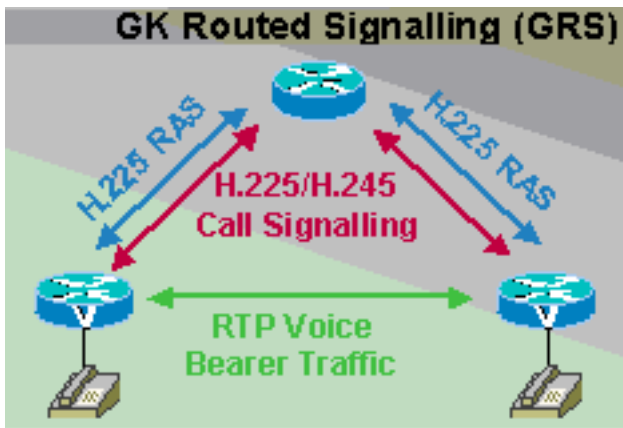 GK Routed Signalling (GRS)
H.225 RAS
H.225 RAS
H.225/H.245
Call Signalling
RTP Voice
Bearer Traffic
V
V